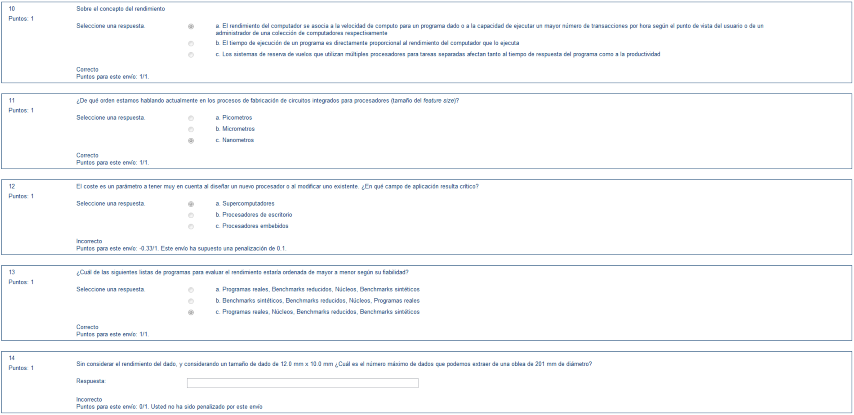 10
Puntos: 1
Sobre el concepto del rendimiento
Seleccione una respuesta.
a. El rendimiento del computador se asocia a la velocidad de computo para un programa dado o a la capacidad de ejecutar un mayor número de transacciones por hora según el punto de vista del usuario o de un
administrador de una colección de computadores respectivamente
b. El tiempo de ejecución de un programa es directamente proporcional al rendimiento del computador que lo ejecuta
c. Los sistemas de reserva de vuelos que utilizan múltiples procesadores para tareas separadas afectan tanto al tiempo de respuesta del programa como a la productividad
Correcto
Puntos para este envío: 1/1.
11
Puntos: 1
¿De qué orden estamos hablando actualmente en los procesos de fabricación de circuitos integrados para procesadores (tamaño del feature size)?
Seleccione una respuesta.
a. Picometros
b. Micrometros
c. Nanometros
Correcto
Puntos para este envío: 1/1.
12
Puntos: 1
El coste es un parámetro a tener muy en cuenta al diseñar un nuevo procesador o al modificar uno existente. ¿En qué campo de aplicación resulta crítico?
Seleccione una respuesta.
a. Supercomputadores
b. Procesadores de escritorio
c. Procesadores embebidos
Incorrecto
Puntos para este envío: -0.33/1. Este envío ha supuesto una penalización de 0.1.
13
Puntos: 1
¿Cuál de las siguientes listas de programas para evaluar el rendimiento estaría ordenada de mayor a menor según su fiabilidad?
Seleccione una respuesta.
a. Programas reales, Benchmarks reducidos, Núcleos, Benchmarks sintéticos
b. Benchmarks sintéticos, Benchmarks reducidos, Núcleos, Programas reales
c. Programas reales, Núcleos, Benchmarks reducidos, Benchmarks sintéticos
Correcto
Puntos para este envío: 1/1.
14
Puntos: 1
Sin considerar el rendimiento del dado, y considerando un tamaño de dado de 12.0 mm x 10.0 mm ¿Cuál es el número máximo de dados que podemos extraer de una oblea de 201 mm de diámetro?
Respuesta
Incorrecto
Puntos para este envío: 0/1. Usted no ha sido penalizado por este envío